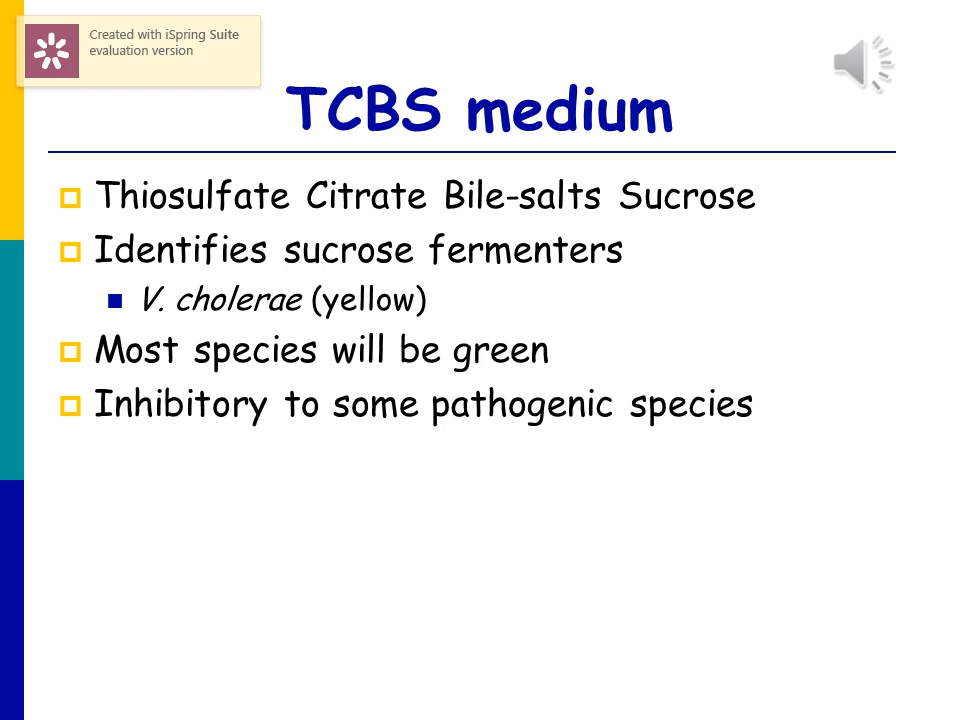 Created with iSpring Suite
evaluation version
TCBS medium
Thiosulfate Citrate Bile-salts Sucrose
Identifies sucrose fermenters
V. cholerae (yellow)
Most species will be green
Inhibitory to some pathogenic species